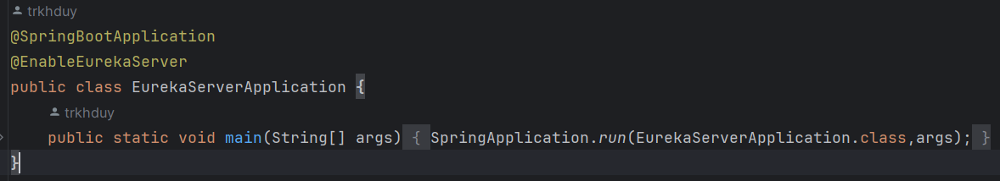 trkhduy
@SpringBootApplication
@EnableEurekaServer
public class EurekaServerApplication {
trkhduy
public static void main(String[] args) { SpringApplication.run(EurekaServerApplication.class,args); }
}